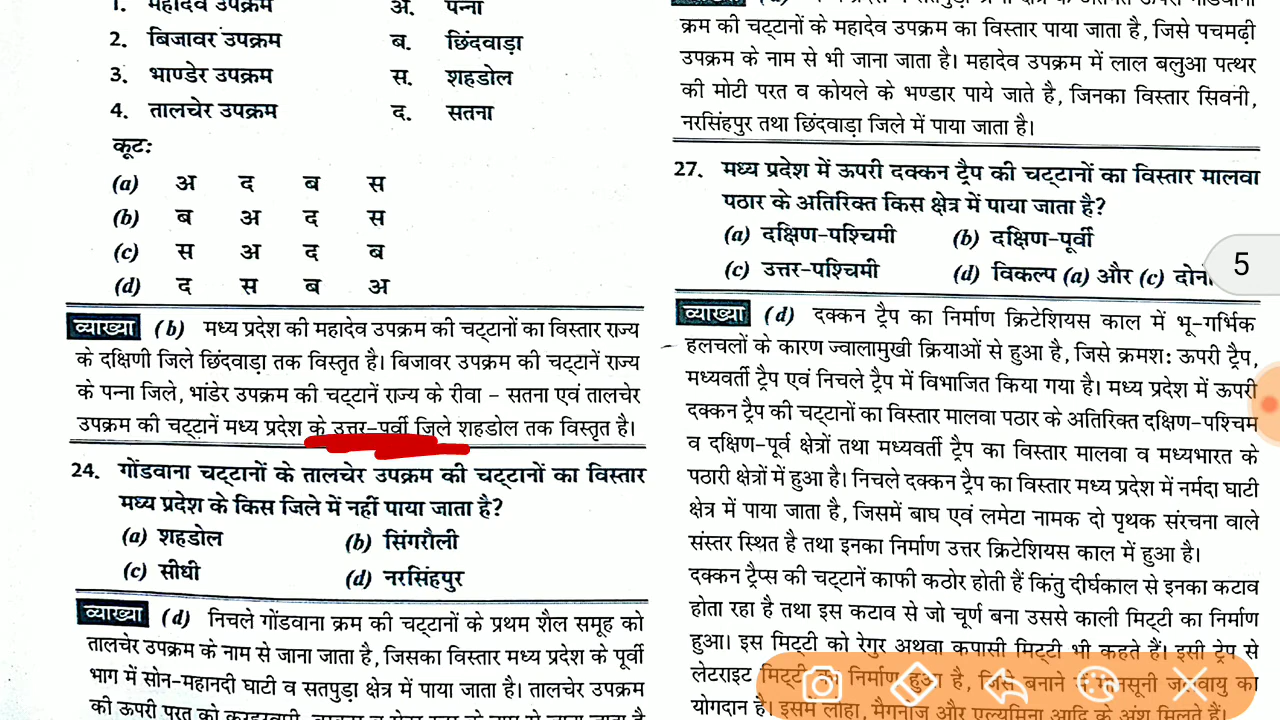 1. महादेव उपक्रम अ. पन्ना
2. बिजावर उपक्रम ब. छिंदवाड़ा
3. भाण्डेर उपक्रम स. शहडोल
4. तालचेर उपक्रम द. सतना
कूटः
(a) अ द ब स
(b) ब अ द स
(c) स अ द ब
(d) द स ब अ
व्याख्या (b) मध्य प्रदेश की महादेव उपक्रम की चट्टानों का विस्तार राज्य
के दक्षिणी जिले छिंदवाड़ा तक विस्तृत है। बिजावर उपक्रम की चट्टानें राज्य
के पन्ना जिले, भांडेर उपक्रम की चट्टानें राज्य के रीवा – सतना एवं तालचेर
उपक्रम की चट्टानें मध्य प्रदेश के उत्तर-पूर्वी जिले शहडोल तक विस्तृत है।
24. गोंडवाना चट्टानों के तालचेर उपक्रम की चट्टानों का विस्तार
मध्य प्रदेश के किस जिले में नहीं पाया जाता है?
(a) शहडोल (b) सिंगरौली
(c) सीधी (d) नरसिंहपुर
व्याख्या (d) निचले गोंडवाना क्रम की चट्टानों के प्रथम शैल समूह को
तालचेर उपक्रम के नाम से जाना जाता है, जिसका विस्तार मध्य प्रदेश के पूर्वी
भाग में सोन-महानदी घाटी व सतपुड़ा क्षेत्र में पाया जाता है। तालचेर उपक्रम
की ऊपरी परत को
क्रम की चट्टानों के महादेव उपक्रम का विस्तार पाया जाता है, जिसे पचमढ़ी
उपक्रम के नाम से भी जाना जाता है। महादेव उपक्रम में लाल बलुआ पत्थर
की मोटी परत व कोयले के भण्डार पाये जाते है, जिनका विस्तार सिवनी,
नरसिंहपुर तथा छिंदवाड़ा जिले में पाया जाता है।
27. मध्य प्रदेश में ऊपरी दक्कन ट्रैप की चट्टानों का विस्तार मालवा
पठार के अतिरिक्त किस क्षेत्र में पाया जाता है?
(a) दक्षिण-पश्चिमी (b) दक्षिण-पूर्वी
(c) उत्तर-पश्चिमी (d) विकल्प (a) और (c)
5
व्याख्या (d) दक्कन ट्रैप का निर्माण क्रिटेशियस काल में भू-गर्भिक
हलचलों के कारण ज्वालामुखी क्रियाओं से हुआ है, जिसे क्रमश: ऊपरी ट्रैप,
मध्यवर्ती ट्रैप एवं निचले ट्रैप में विभाजित किया गया है। मध्य प्रदेश में ऊपरी
दक्कन ट्रैप की चट्टानों का विस्तार मालवा पठार के अतिरिक्त दक्षिण-पश्चिम
व दक्षिण-पूर्व क्षेत्रों तथा मध्यवर्ती ट्रैप का विस्तार मालवा व मध्यभारत के
पठारी क्षेत्रों में हुआ है। निचले दक्कन ट्रैप का विस्तार मध्य प्रदेश में नर्मदा घाटी
क्षेत्र में पाया जाता है, जिसमें बाघ एवं लमेटा नामक दो पृथक संरचना वाले
संस्तर स्थित है तथा इनका निर्माण उत्तर क्रिटेशियस काल में हुआ है।
दक्कन ट्रैप्स की चट्टानें काफी कठोर होती हैं किंतु दीर्घकाल से इनका कटाव
होता रहा है तथा इस कटाव से जो चूर्ण बना उससे काली मिट्टी का निर्माण
हुआ। इस मिट्टी को रेगुर अथवा कपासी मिट्टी भी कहते हैं। इसी ट्रेप से
लेटराइट मिट्टी का निर्माण हुआ है, जिसे बनाने में मानसूनी जलवायु का
योगदान है। इसमें लोहा, मैगनीज और एल्यूमिना आदि के अंश मिलते हैं।